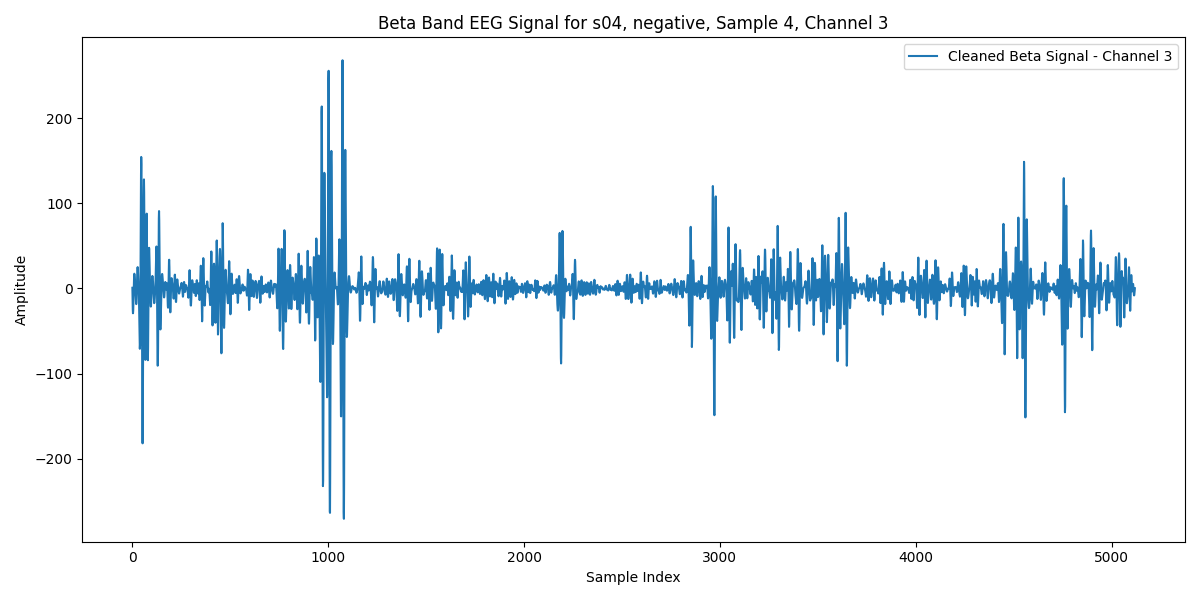 Beta Band EEG Signal for s04, negative, Sample 4, Channel 3
Cleaned Beta Signal - Channel 3
Amplitude
200
100
0
−100
−200
0 1000 2000 3000 4000 5000
Sample Index